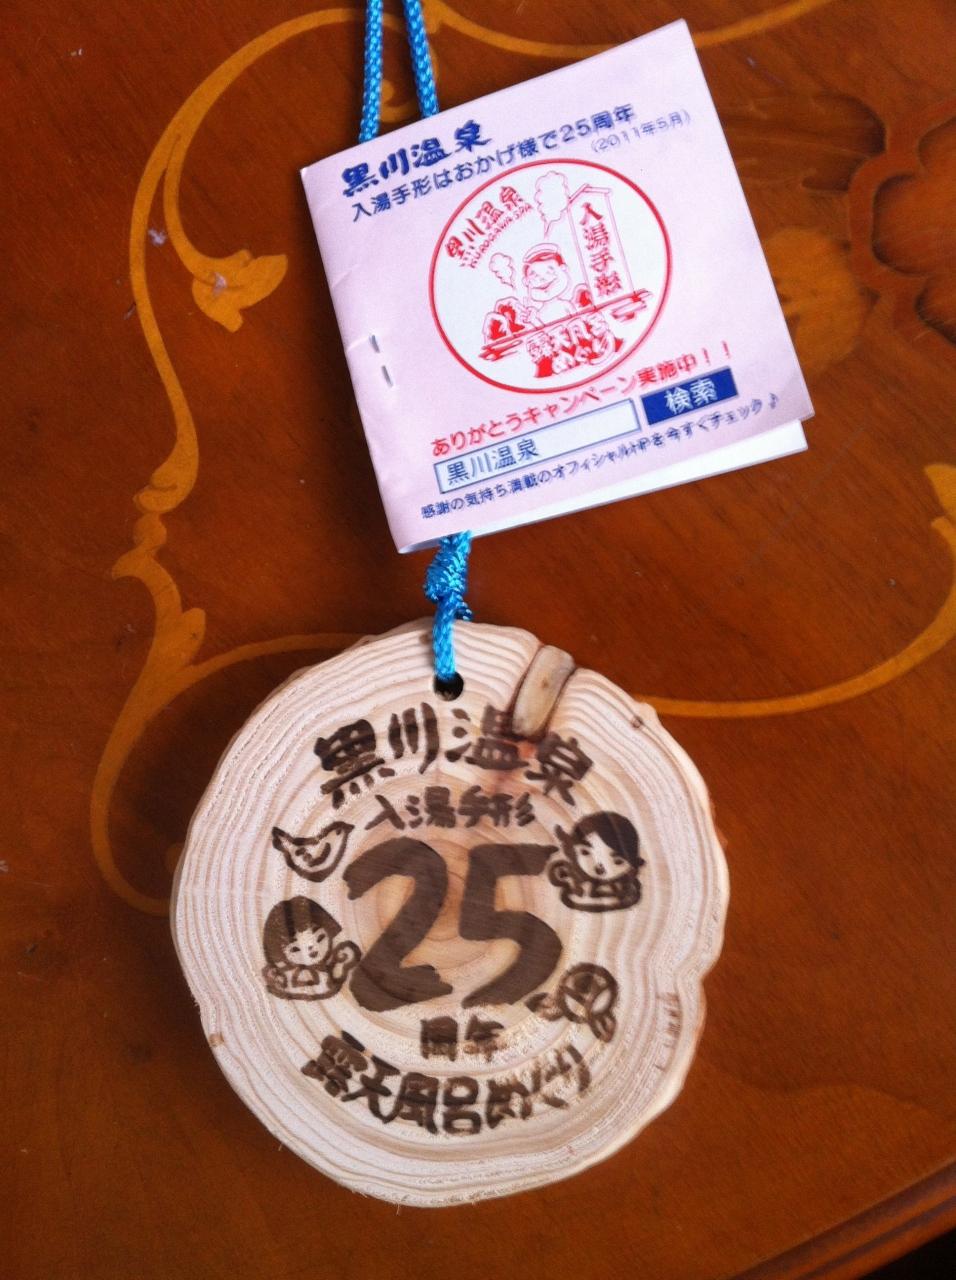 黒川温泉
入湯手形はおかげ様で25周年
(2011年5月)
黒川温泉
KUROKAWA SPA
入湯手形
露天風呂
めぐり
ありがとうキャンペーン実施中！！
黒川温泉
検索
感謝の気持ち満載のオフィシャルHPを今すぐチェック♪
黒川温泉
入湯手形
25
周年
露天風呂めぐり